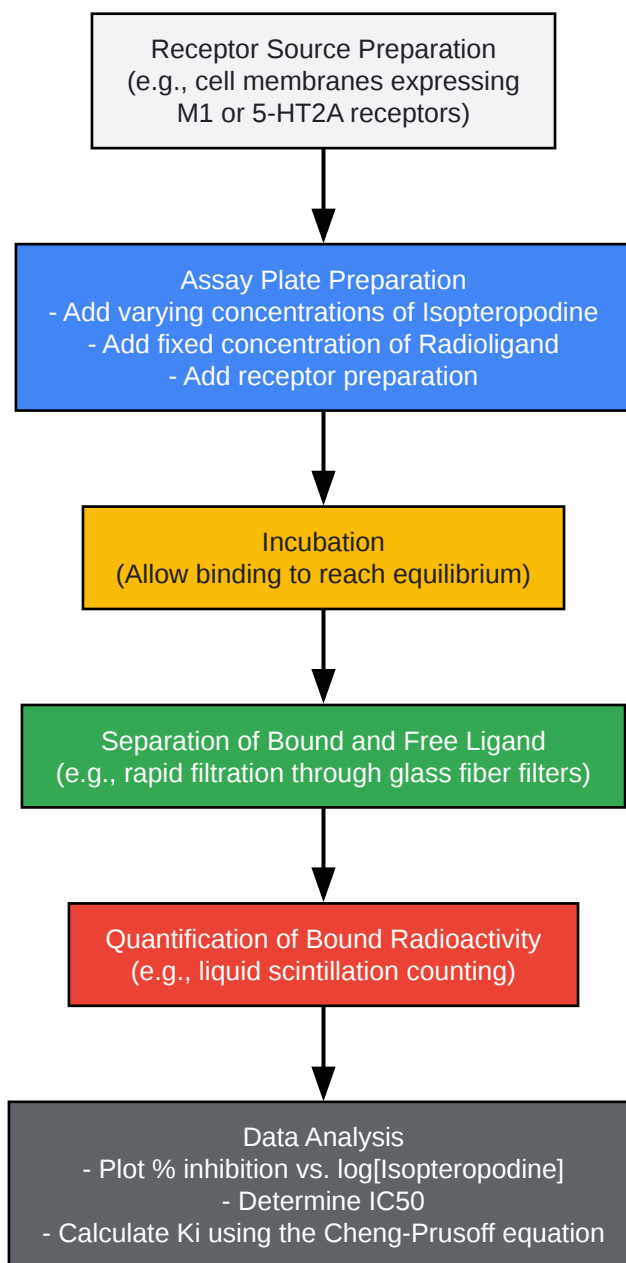 Receptor Source Preparation
(e.g., cell membranes expressing
M1 or 5-HT2A receptors)
Assay Plate Preparation
- Add varying concentrations of Isopteropodine
- Add fixed concentration of Radioligand
- Add receptor preparation
Incubation
(Allow binding to reach equilibrium)
Separation of Bound and Free Ligand
(e.g., rapid filtration through glass fiber filters)
Quantification of Bound Radioactivity
(e.g., liquid scintillation counting)
Data Analysis
- Plot % inhibition vs. log[Isopteropodine]
- Determine IC50
- Calculate Ki using the Cheng-Prusoff equation